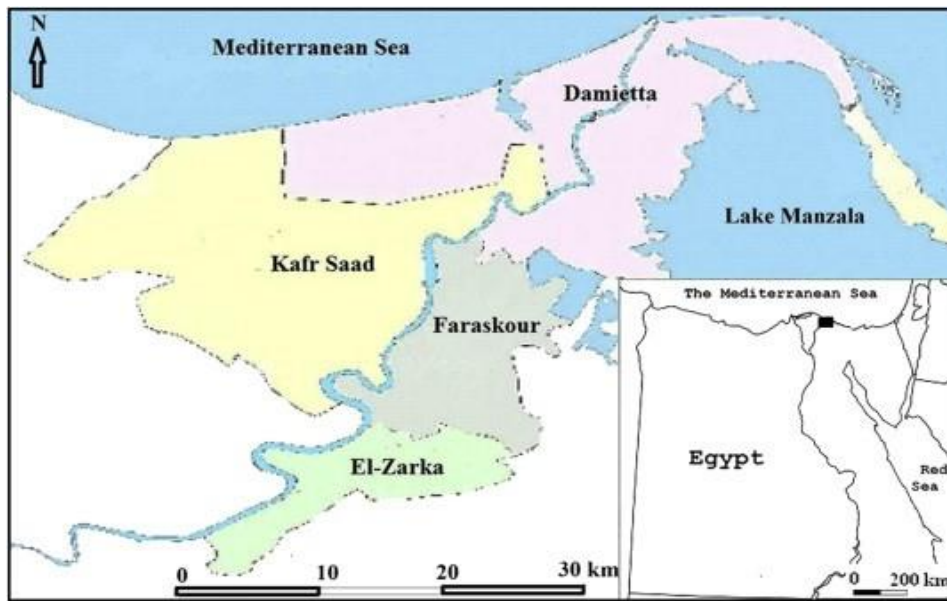 N
Mediterranean Sea
Damietta
Lake Manzala
Kafr Saad
Faraskour
El-Zarka
0 10 20 30 km
The Mediterranean Sea
Egypt
Red
Sea
0 200 km